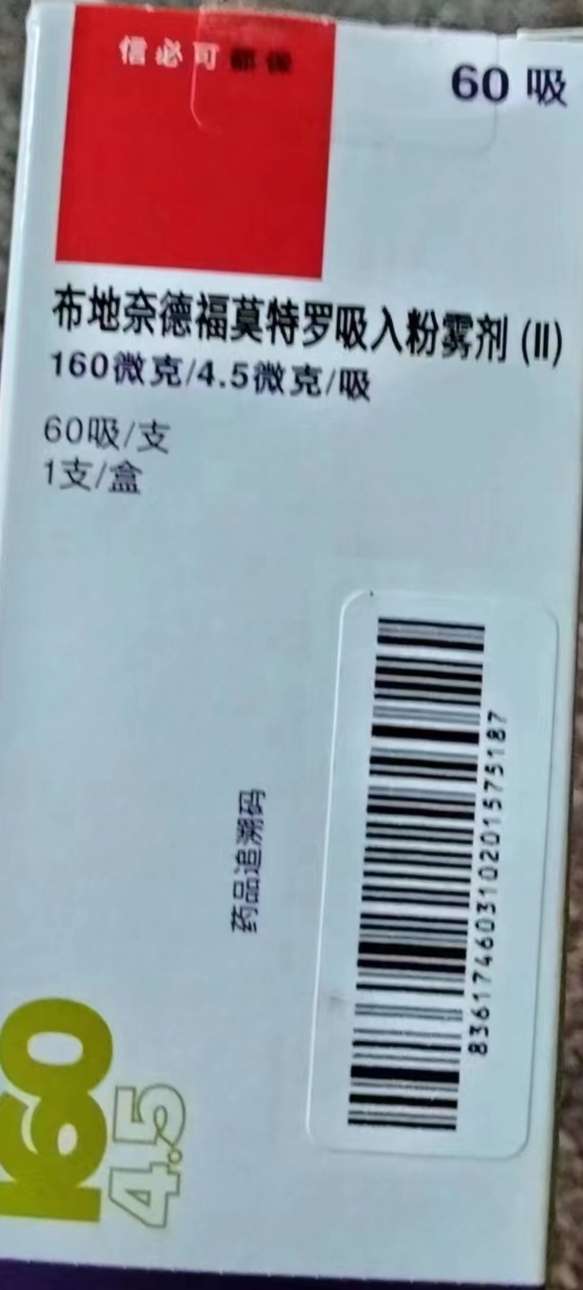 信必可都保
60 吸
布地奈德福莫特罗吸入粉雾剂 (II)
160微克/4.5微克/吸
60吸/支
1支/盒
药品追溯码
83617460310201575187
160
4.5